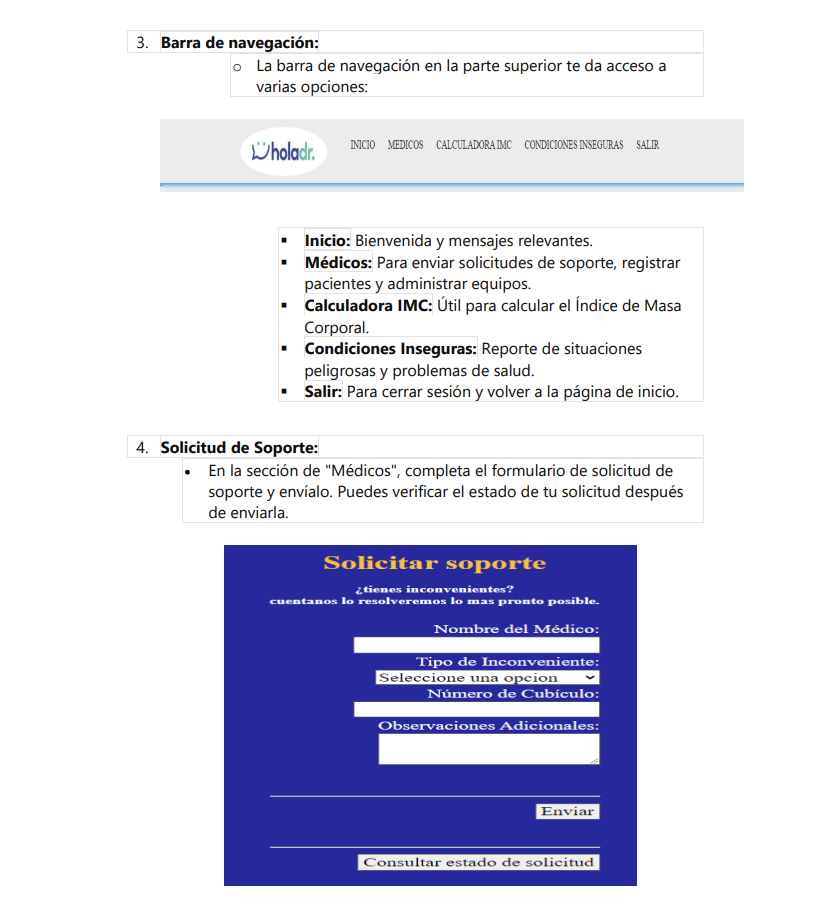 3. Barra de navegación:
o La barra de navegación en la parte superior te da acceso a
varias opciones:
holadr.
INICIO MEDICOS CALCULADORA IMC CONDICIONES INSEGURAS SALIR
▪ Inicio: Bienvenida y mensajes relevantes.
▪ Médicos: Para enviar solicitudes de soporte, registrar
pacientes y administrar equipos.
▪ Calculadora IMC: Útil para calcular el Índice de Masa
Corporal.
▪ Condiciones Inseguras: Reporte de situaciones
peligrosas y problemas de salud.
▪ Salir: Para cerrar sesión y volver a la página de inicio.
4. Solicitud de Soporte:
• En la sección de "Médicos", completa el formulario de solicitud de
soporte y envíalo. Puedes verificar el estado de tu solicitud después
de enviarla.
Solicitar soporte
¿tienes inconvenientes?
cuentanos lo resolveremos lo mas pronto posible.
Nombre del Médico:
Tipo de Inconveniente:
Seleccione una opcion
Número de Cubículo:
Observaciones Adicionales:
Enviar
Consultar estado de solicitud